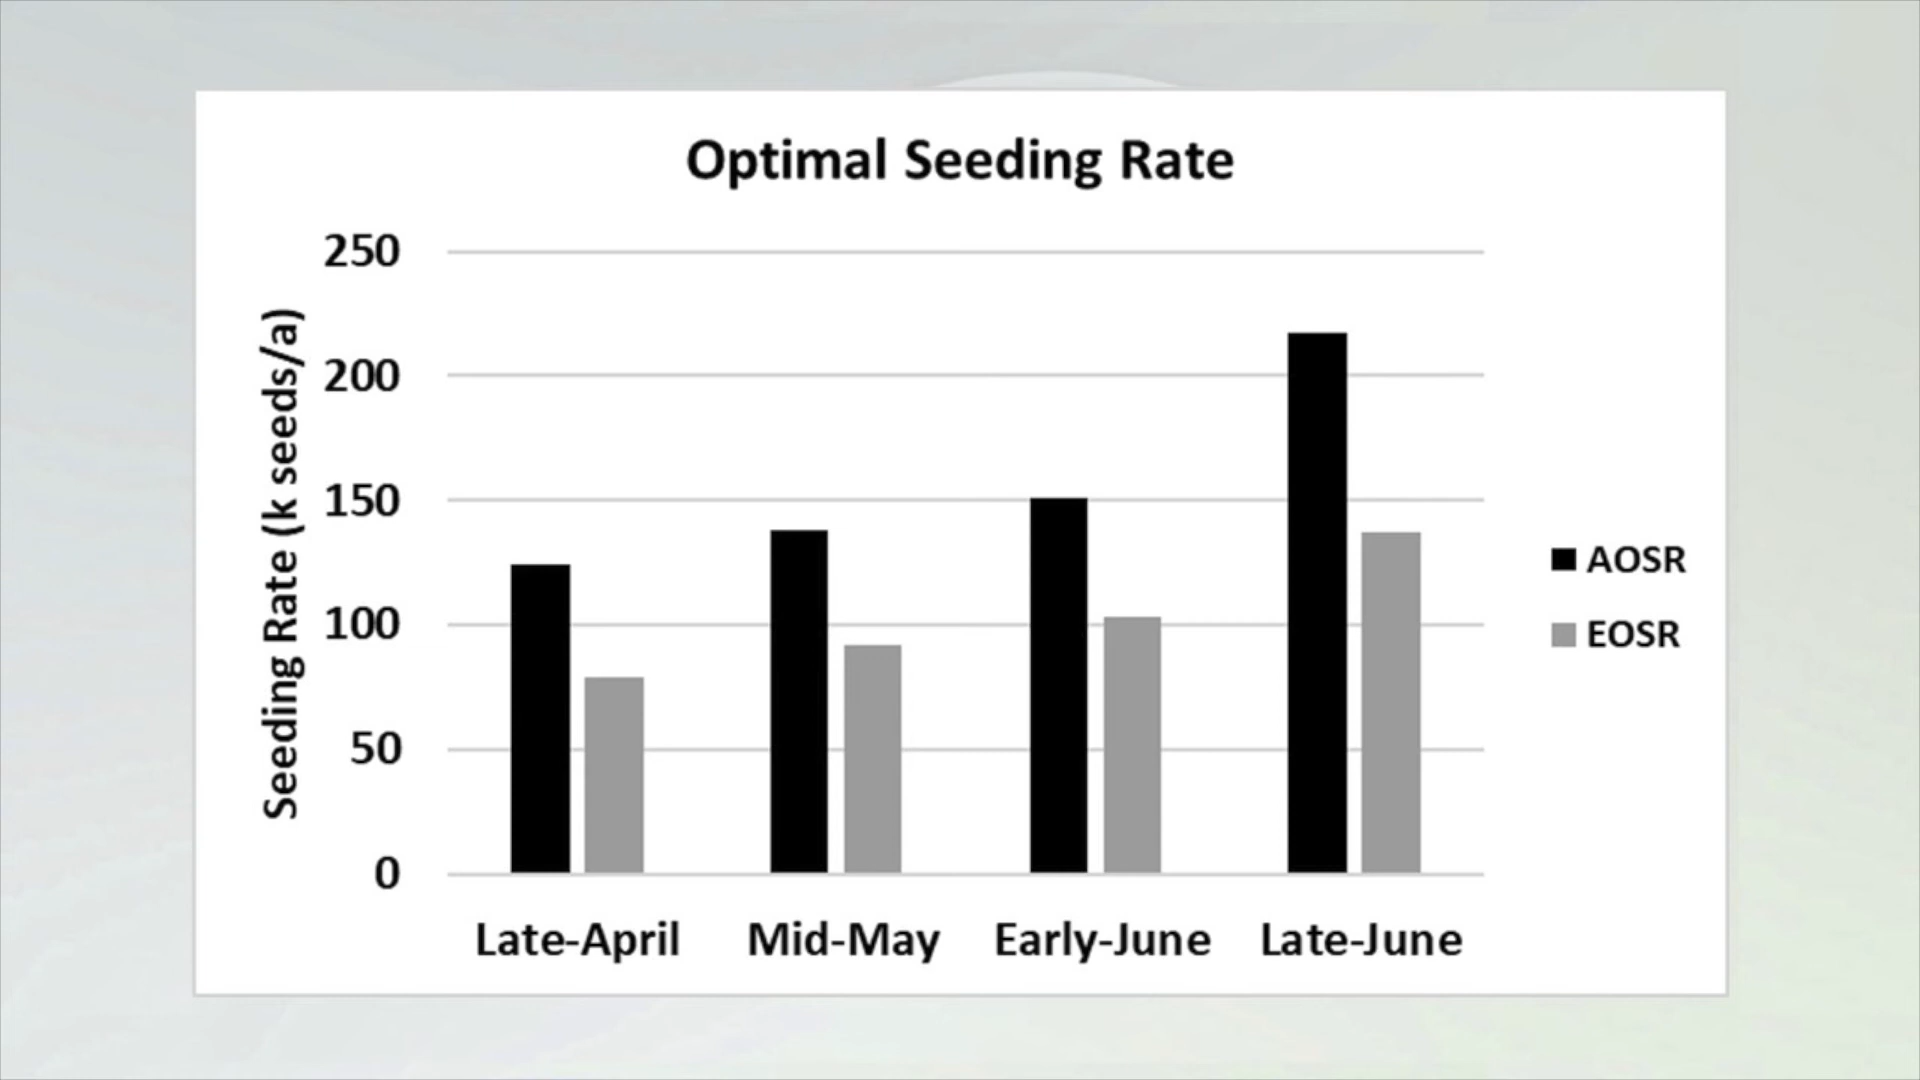 Optimal Seeding Rate
Seeding Rate (k seeds/a)
250
200
150
100
50
0
Late-April
Mid-May
Early-June
Late-June
AOSR
EOSR